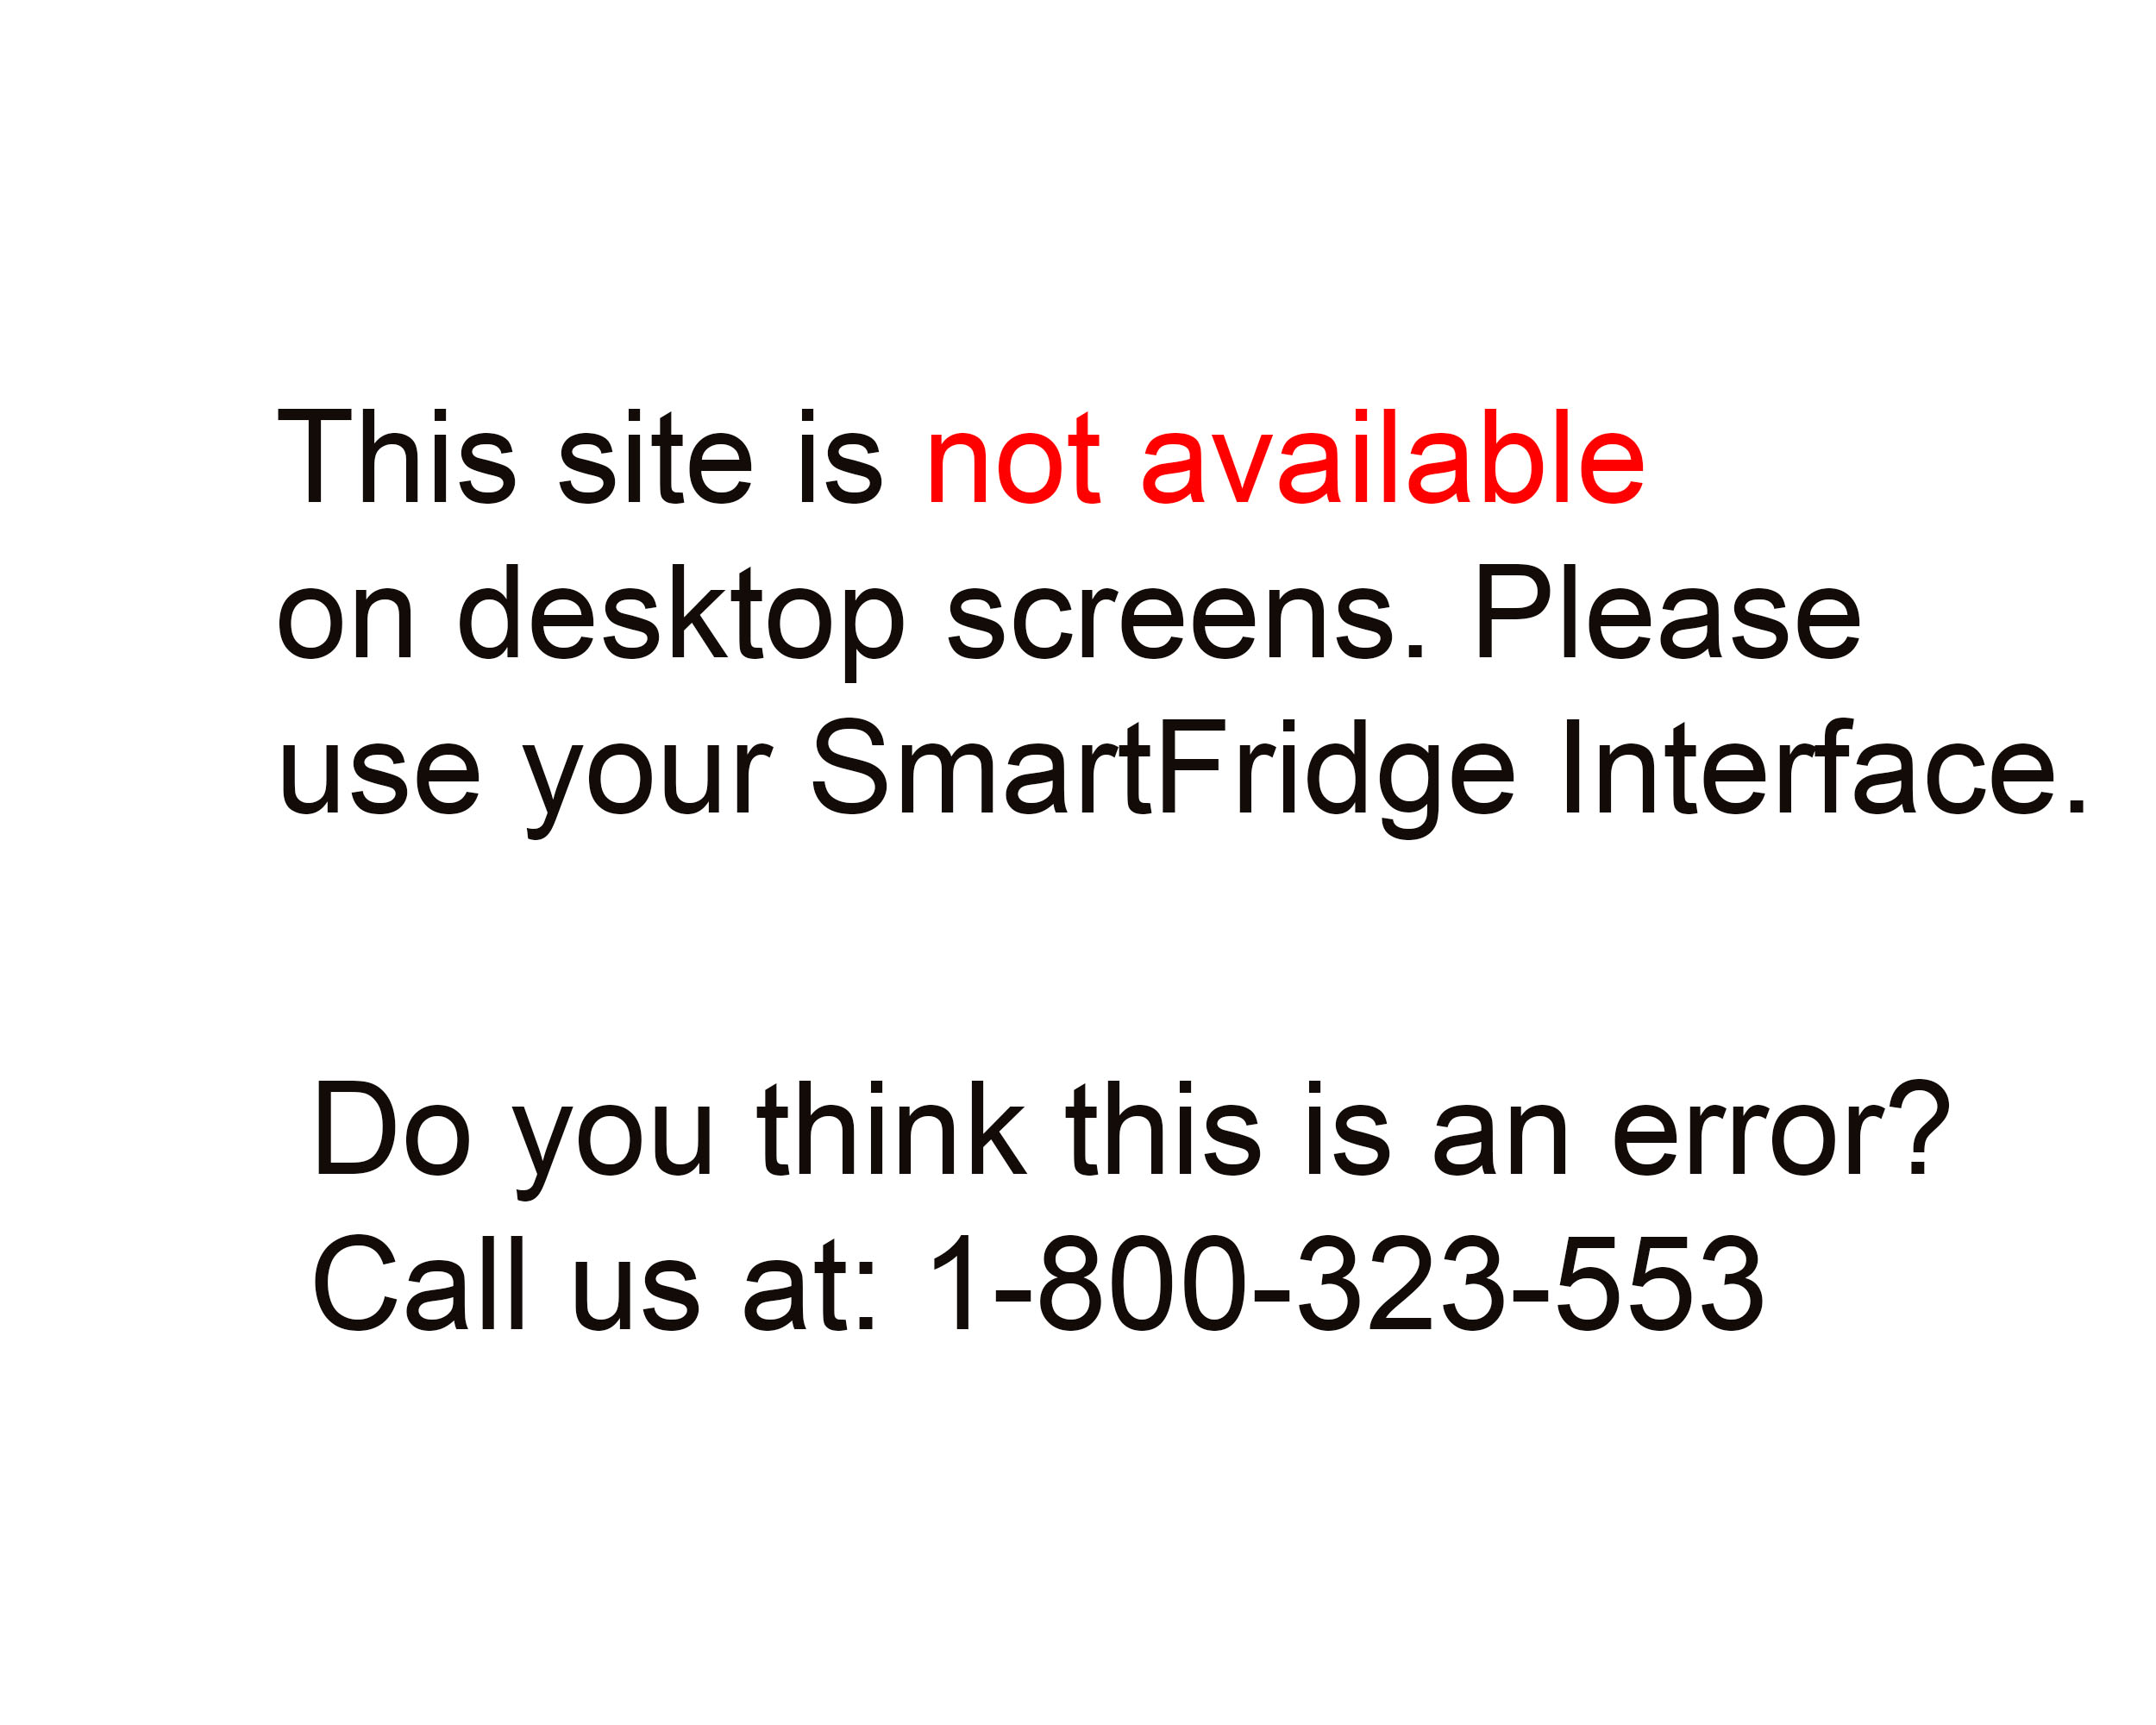 This site is not available
on desktop screens. Please
use your SmartFridge Interface.
Do you think this is an error?
Call us at: 1-800-323-553